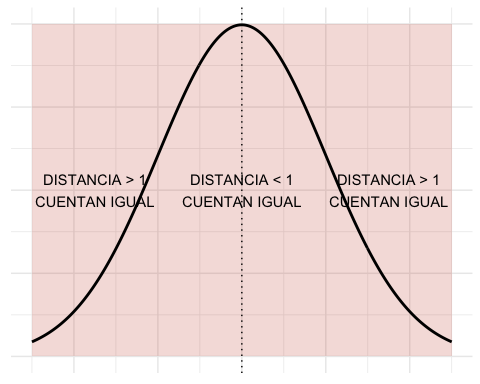 DISTANCIA > 1
CUENTAN IGUAL
DISTANCIA < 1
CUENTAN IGUAL
DISTANCIA > 1
CUENTAN IGUAL